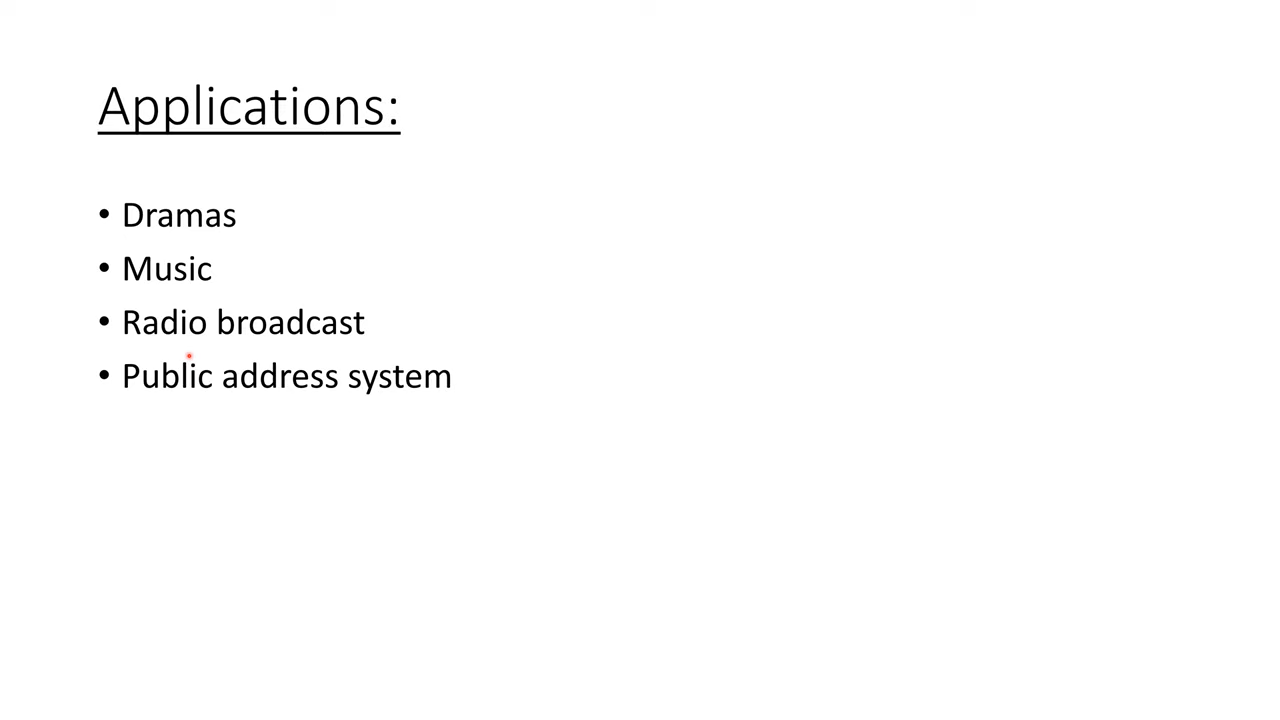 Applications:
• Dramas
• Music
• Radio broadcast
• Public address system